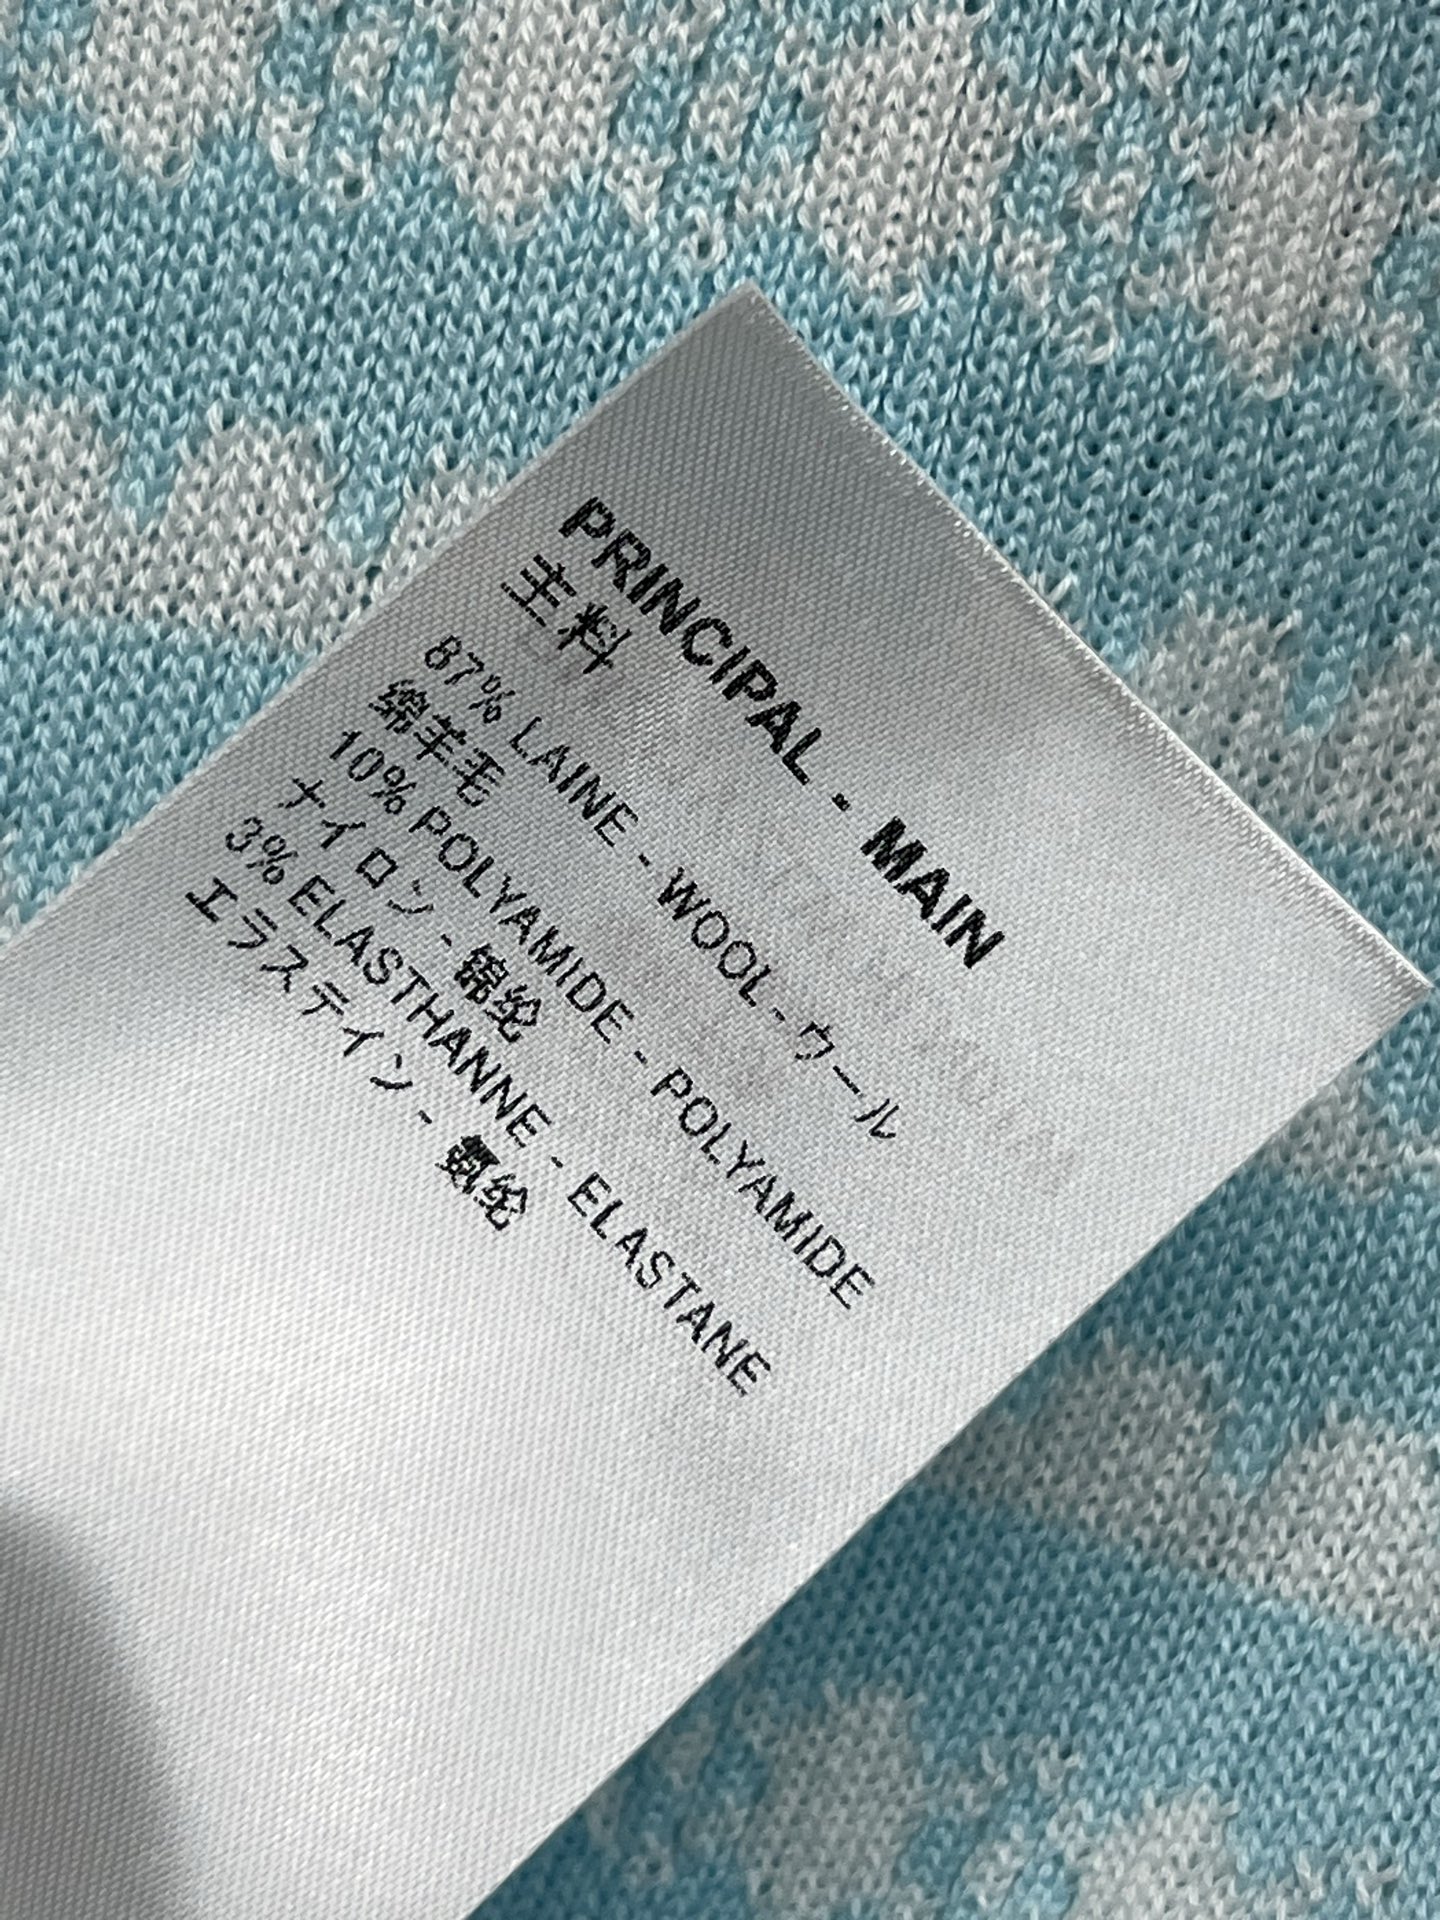 PRINCIPAL - MAIN
主料
87% LAINE - WOOL - ウール
绵羊毛
10% POLYAMIDE - POLYAMIDE
ナイロン - 锦纶
3% ELASTHANNE - ELASTANE
エラステイン - 氨纶